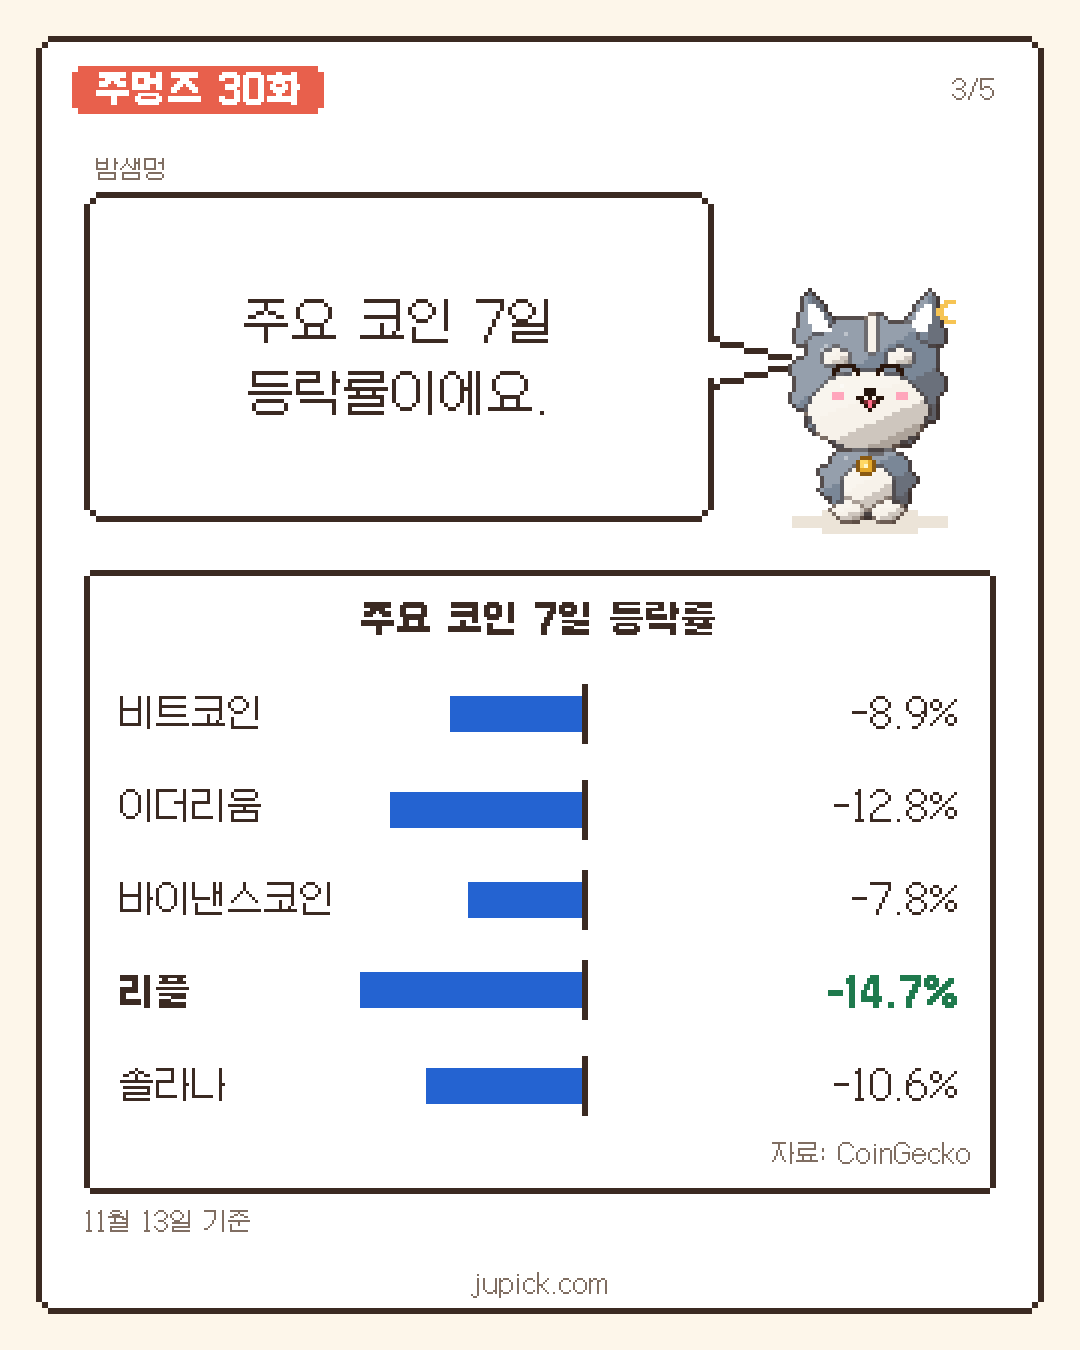 주멍즈 30화
3/5
밤샘멍
주요 코인 7일
등락률이에요.
주요 코인 7일 등락률
비트코인 -8.9%
이더리움 -12.8%
바이낸스코인 -7.8%
리플 -14.7%
솔라나 -10.6%
자료: CoinGecko
11월 13일 기준
jupick.com